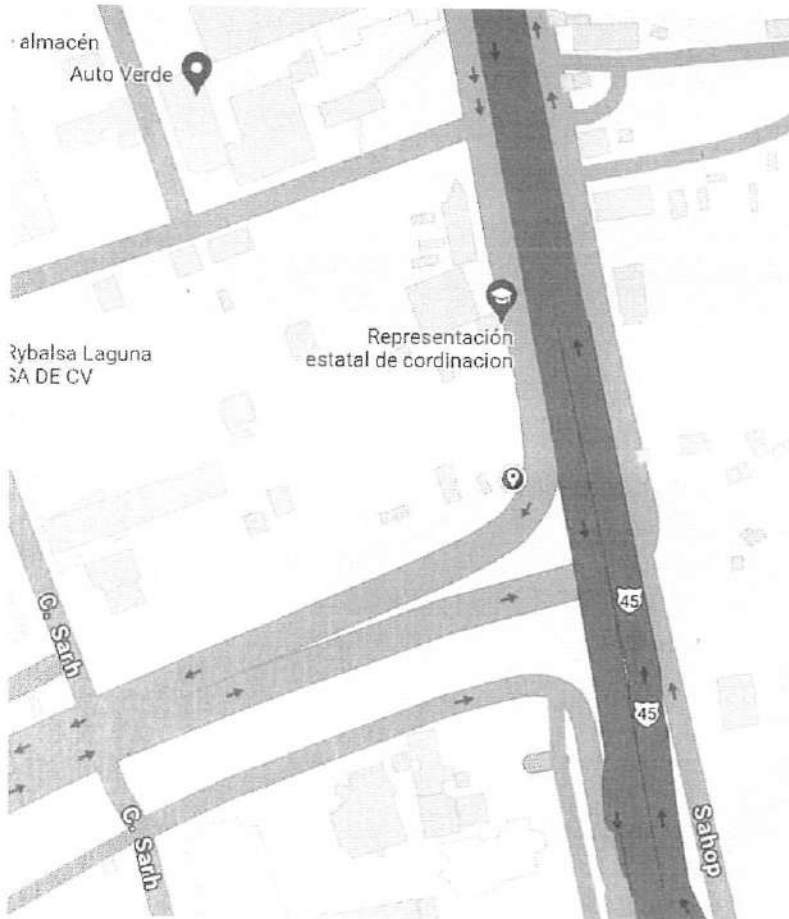 almacén
Auto Verde
Representación
estatal de cordinacion
Rybalsa Laguna
SA DE CV
C. Sarh
45
45
C. Sarh
Sahop